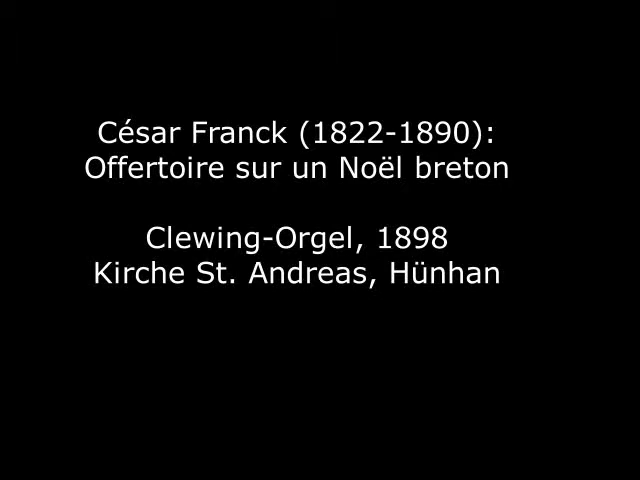 César Franck (1822-1890):
Offertoire sur un Noël breton
Clewing-Orgel, 1898
Kirche St. Andreas, Hünhan